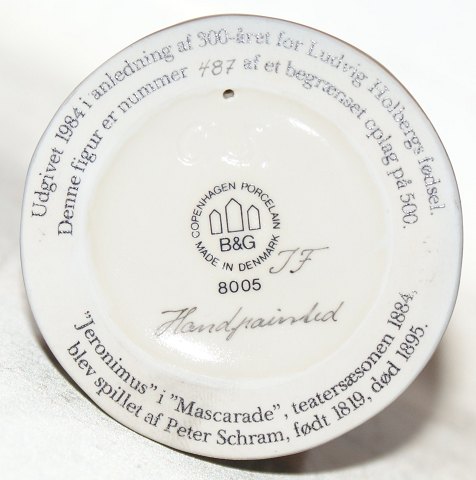 Udgivet 1984 i anledning af 300-året for Ludvig Holbergs fødsel.
Denne figur er nummer 487 af et begrænset oplag på 500.
COPENHAGEN PORCELAIN
B&G
MADE IN DENMARK
JF
8005
Handpainted
"Jeronimus" i "Mascarade", teatersæsonen 1884,
blev spillet af Peter Schram, født 1819, død 1895.